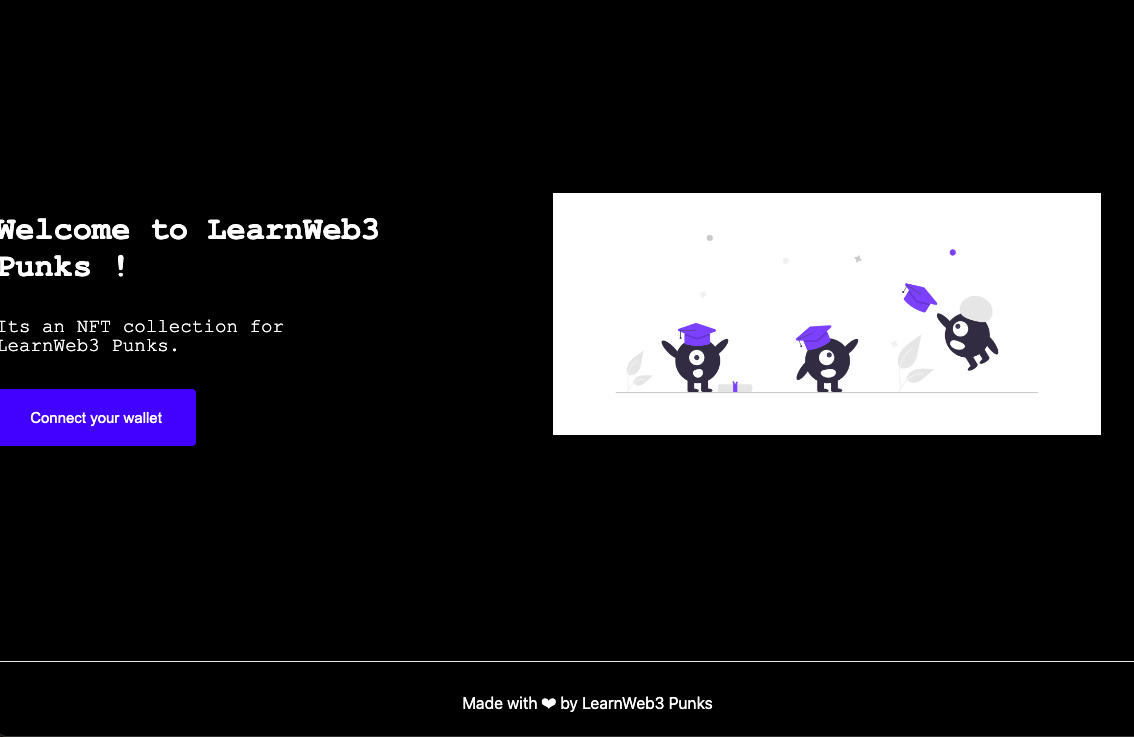 Welcome to LearnWeb3
Punks !
Its an NFT collection for
LearnWeb3 Punks.
Connect your wallet
Made with ❤ by LearnWeb3 Punks